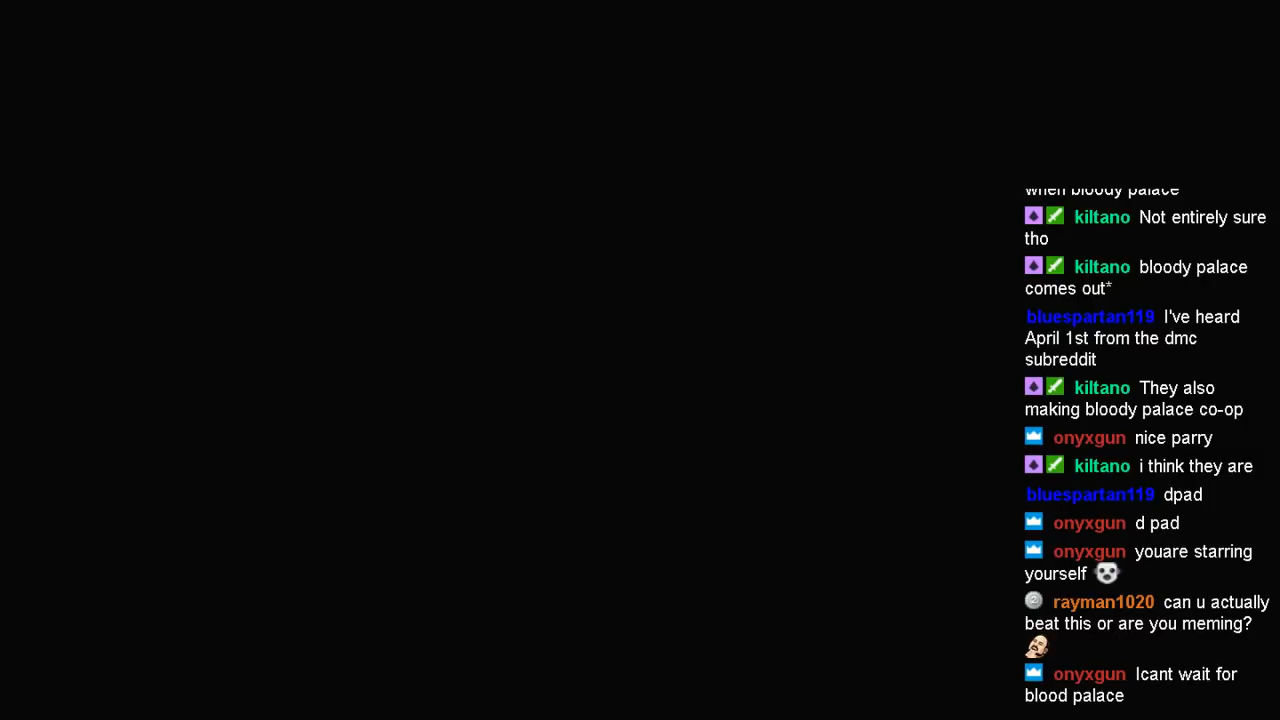 when bloody palace
kiltano Not entirely sure
tho
kiltano bloody palace
comes out*
bluespartan119 I've heard
April 1st from the dmc
subreddit
kiltano They also
making bloody palace co-op
onyxgun nice parry
kiltano i think they are
bluespartan119 dpad
onyxgun d pad
onyxgun youare starring
yourself
rayman1020 can u actually
beat this or are you meming?
onyxgun Icant wait for
blood palace